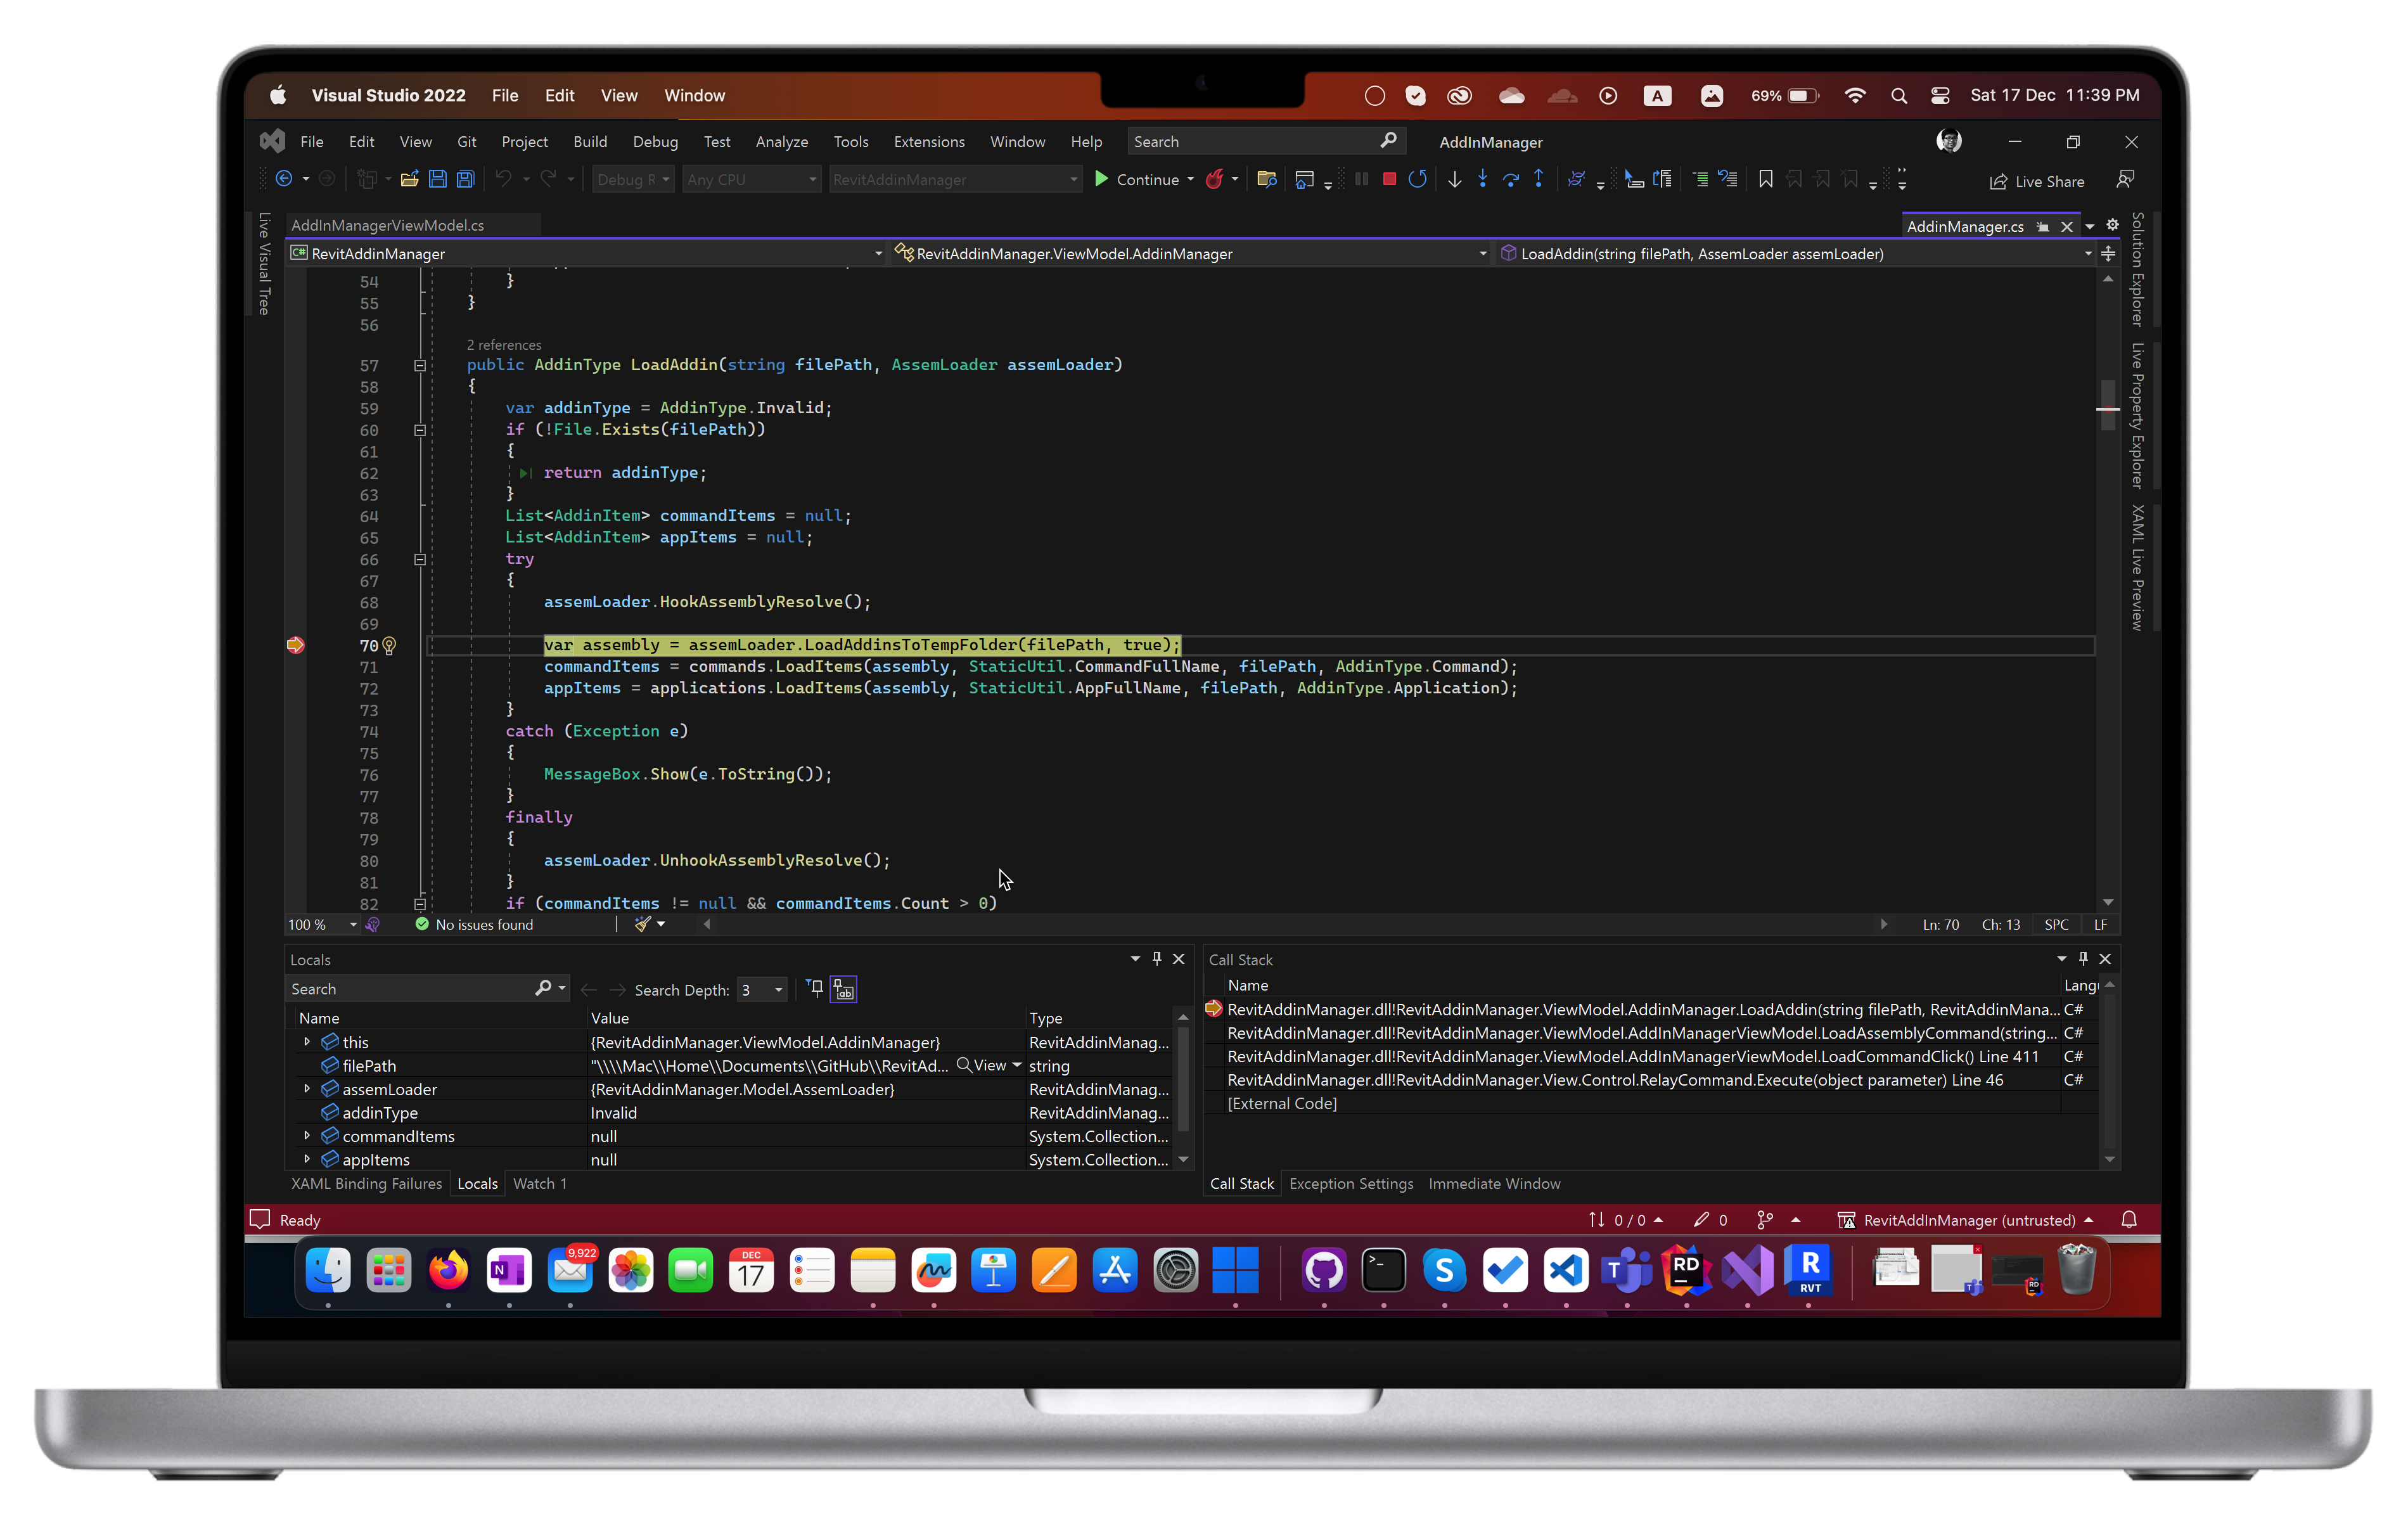 Visual Studio 2022 File Edit View Window A 69% Sat 17 Dec 11:39 PM
File Edit View Git Project Build Debug Test Analyze Tools Extensions Window Help Search AddInManager
Debug R Any CPU RevitAddinManager Continue Live Share
Live Visual Tree
AddInManagerViewModel.cs AddinManager.cs
C# RevitAddinManager RevitAddinManager.ViewModel.AddinManager LoadAddin(string filePath, AssemLoader assemLoader)
54 }
55 }
56
2 references
57 public AddinType LoadAddin(string filePath, AssemLoader assemLoader)
58 {
59 var addinType = AddinType.Invalid;
60 if (!File.Exists(filePath))
61 {
62 return addinType;
63 }
64 List<AddinItem> commandItems = null;
65 List<AddinItem> appItems = null;
66 try
67 {
68 assemLoader.HookAssemblyResolve();
69
70 var assembly = assemLoader.LoadAddinsToTempFolder(filePath, true);
71 commandItems = commands.LoadItems(assembly, StaticUtil.CommandFullName, filePath, AddinType.Command);
72 appItems = applications.LoadItems(assembly, StaticUtil.AppFullName, filePath, AddinType.Application);
73 }
74 catch (Exception e)
75 {
76 MessageBox.Show(e.ToString());
77 }
78 finally
79 {
80 assemLoader.UnhookAssemblyResolve();
81 }
82 if (commandItems != null && commandItems.Count > 0)
Solution Explorer
Live Property Explorer
XAML Live Preview
100 % No issues found Ln: 70 Ch: 13 SPC LF
Locals
Search Search Depth: 3
Name Value Type
this {RevitAddinManager.ViewModel.AddinManager} RevitAddinManag...
filePath "\\\\Mac\\Home\\Documents\\GitHub\\RevitAd... View string
assemLoader {RevitAddinManager.Model.AssemLoader} RevitAddinManag...
addinType Invalid RevitAddinManag...
commandItems null System.Collection...
appItems null System.Collection...
XAML Binding Failures Locals Watch 1
Call Stack
Name Lang
RevitAddinManager.dll!RevitAddinManager.ViewModel.AddinManager.LoadAddin(string filePath, RevitAddinMana... C#
RevitAddinManager.dll!RevitAddinManager.ViewModel.AddInManagerViewModel.LoadAssemblyCommand(string... C#
RevitAddinManager.dll!RevitAddinManager.ViewModel.AddInManagerViewModel.LoadCommandClick() Line 411 C#
RevitAddinManager.dll!RevitAddinManager.View.Control.RelayCommand.Execute(object parameter) Line 46 C#
[External Code]
Call Stack Exception Settings Immediate Window
Ready 0 / 0 0 RevitAddInManager (untrusted)
N 9,922 DEC 17 S T RD R RVT RD